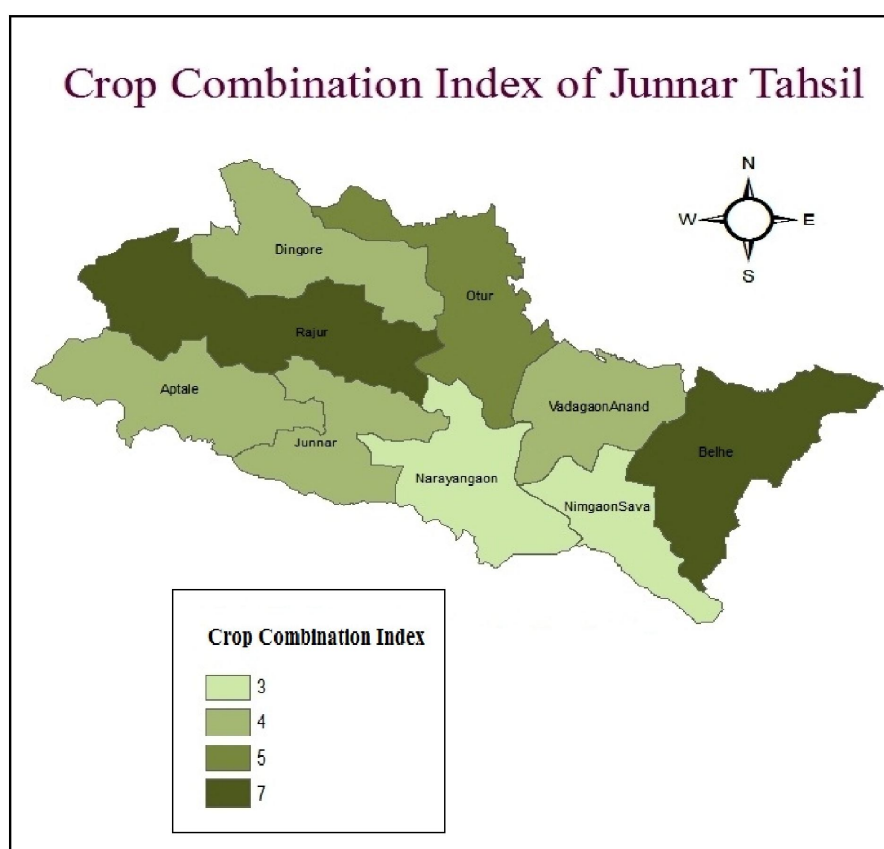 Crop Combination Index of Junnar Tahsil
N
W E
S
Dingore
Otur
Rajur
Aptale
VadagaonAnand
Junnar
Belhe
Narayangaon
NimgaonSava
Crop Combination Index
3
4
5
7